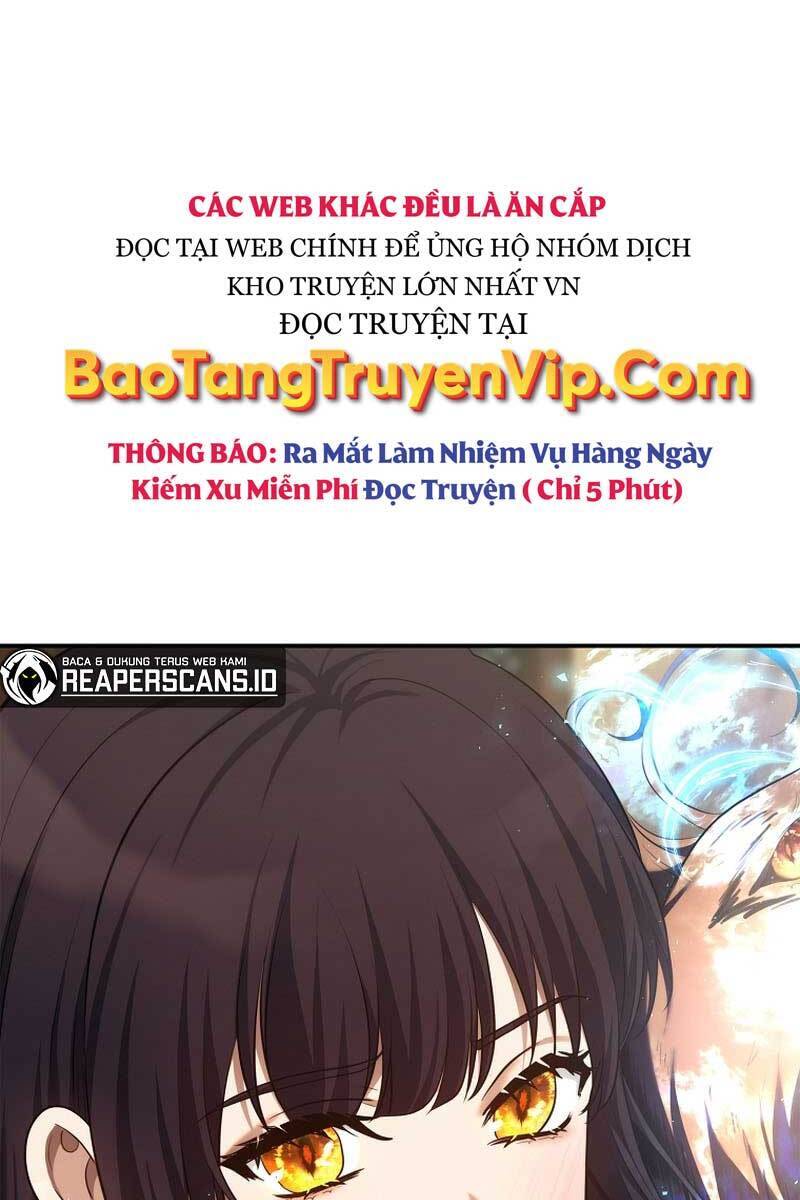 CÁC WEB KHÁC ĐỀU LÀ ĂN CẮP
ĐỌC TẠI WEB CHÍNH ĐỂ ỦNG HỘ NHÓM DỊCH
KHO TRUYỆN LỚN NHẤT VN
ĐỌC TRUYỆN TẠI
BaoTangTruyenVip.Com
THÔNG BÁO: Ra Mắt Làm Nhiệm Vụ Hàng Ngày
Kiếm Xu Miễn Phí Đọc Truyện ( Chỉ 5 Phút)
BACA & DUKUNG TERUS WEB KAMI
REAPERSCANS.ID